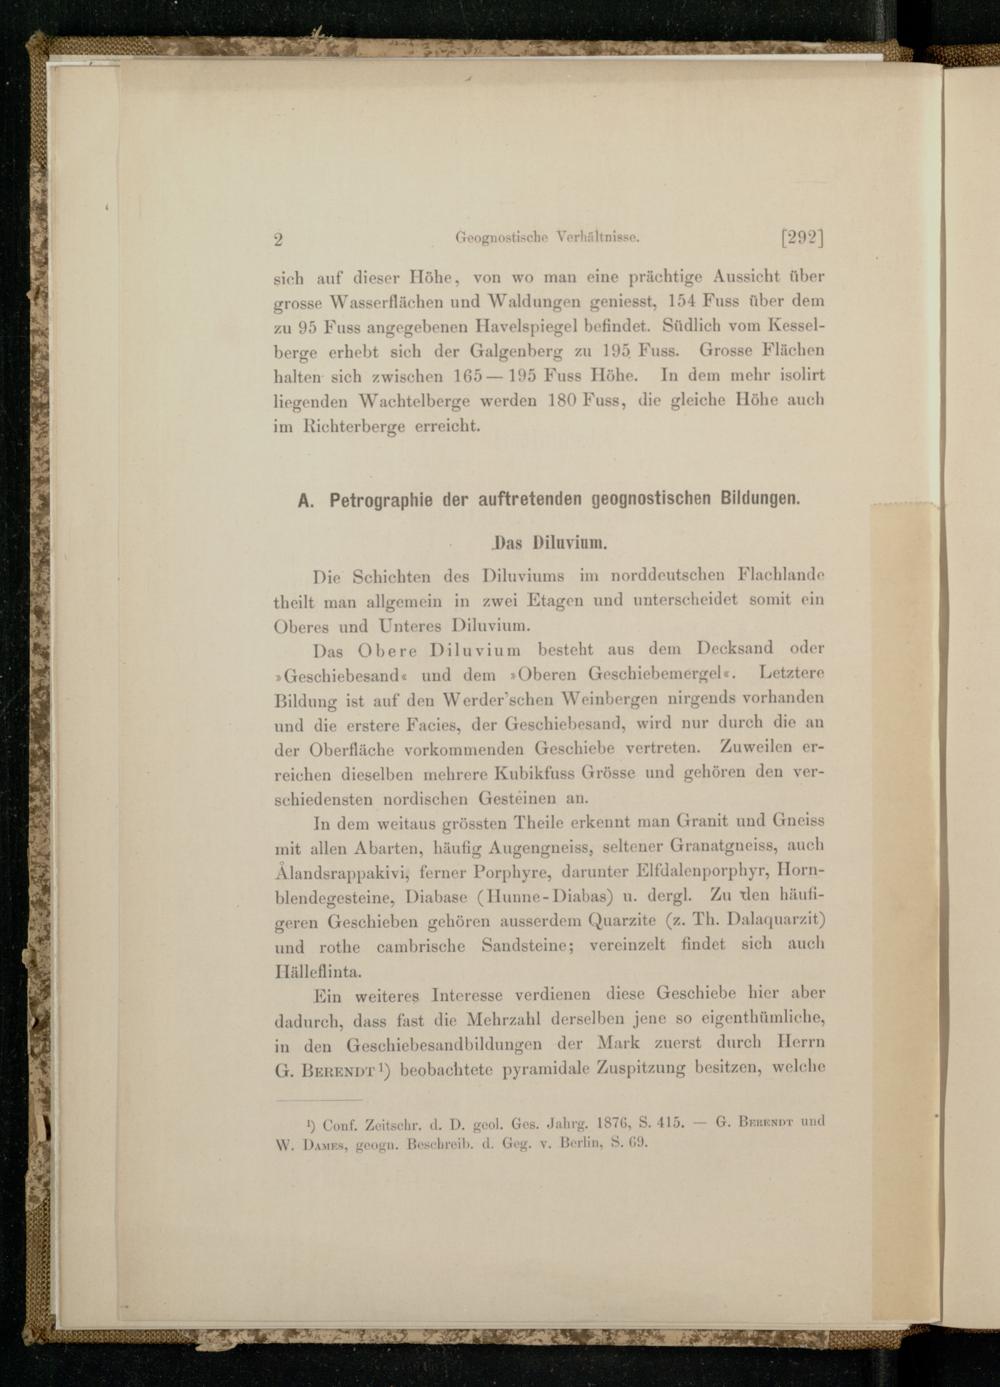 2 Geognostische Verhältnisse. [292]
sich auf dieser Höhe, von wo man eine prächtige Aussicht über
grosse Wasserflächen und Waldungen geniesst, 154 Fuss über dem
zu 95 Fuss angegebenen Havelspiegel befindet. Südlich vom Kessel-
berge erhebt sich der Galgenberg zu 195 Fuss. Grosse Flächen
halten sich zwischen 165 — 195 Fuss Höhe. In dem mehr isolirt
liegenden Wachtelberge werden 180 Fuss, die gleiche Höhe auch
im Richterberge erreicht.
A. Petrographie der auftretenden geognostischen Bildungen.
Das Diluvium.
Die Schichten des Diluviums im norddeutschen Flachlande
theilt man allgemein in zwei Etagen und unterscheidet somit ein
Oberes und Unteres Diluvium.
Das Obere Diluvium besteht aus dem Decksand oder
»Geschiebesand« und dem »Oberen Geschiebemergel«. Letztere
Bildung ist auf den Werder'schen Weinbergen nirgends vorhanden
und die erstere Facies, der Geschiebesand, wird nur durch die an
der Oberfläche vorkommenden Geschiebe vertreten. Zuweilen er-
reichen dieselben mehrere Kubikfuss Grösse und gehören den ver-
schiedensten nordischen Gesteinen an.
In dem weitaus grössten Theile erkennt man Granit und Gneiss
mit allen Abarten, häufig Augengneiss, seltener Granatgneiss, auch
Ålandsrappakivi, ferner Porphyre, darunter Elfdalenporphyr, Horn-
blendegesteine, Diabase (Hunne-Diabas) u. dergl. Zu den häufi-
geren Geschieben gehören ausserdem Quarzite (z. Th. Dalaquarzit)
und rothe cambrische Sandsteine; vereinzelt findet sich auch
Hälleflinta.
Ein weiteres Interesse verdienen diese Geschiebe hier aber
dadurch, dass fast die Mehrzahl derselben jene so eigenthümliche,
in den Geschiebesandbildungen der Mark zuerst durch Herrn
G. BERENDT ¹) beobachtete pyramidale Zuspitzung besitzen, welche
¹) Conf. Zeitschr. d. D. geol. Ges. Jahrg. 1876, S. 415. — G. BERENDT und
W. DAMES, geogn. Beschreib. d. Geg. v. Berlin, S. 69.